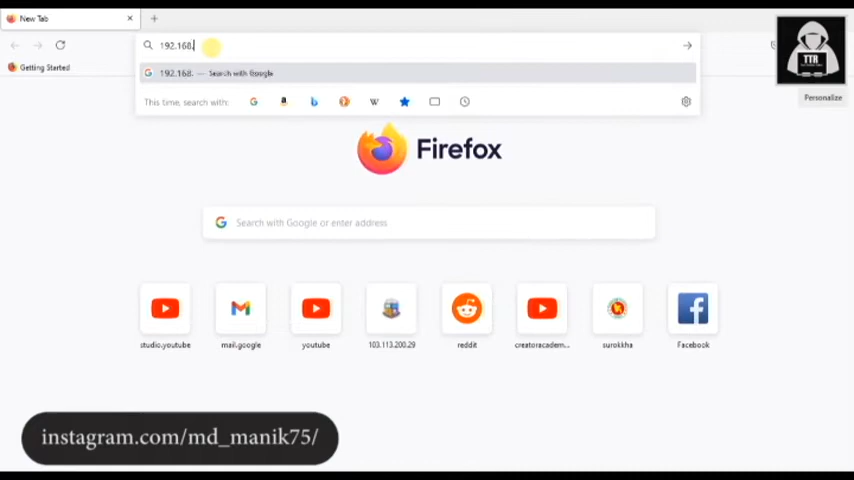 New Tab
192.168.
Getting Started
192.168. — Search with Google
This time, search with:
TTR
Personalize
Firefox
Search with Google or enter address
studio.youtube
mail.google
youtube
103.113.200.29
reddit
creatoracadem...
surokkha
Facebook
instagram.com/md_manik75/